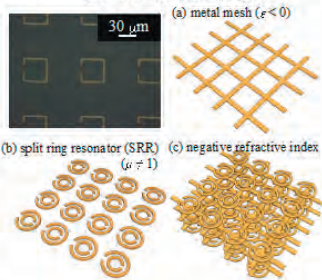 30 μm
(a) metal mesh (ε < 0)
(b) split ring resonator (SRR)
(μ ≠ 1)
(c) negative refractive index